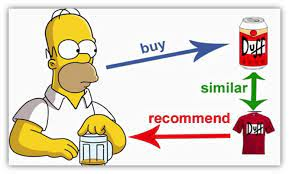 buy
Duff
similar
recommend
Duff